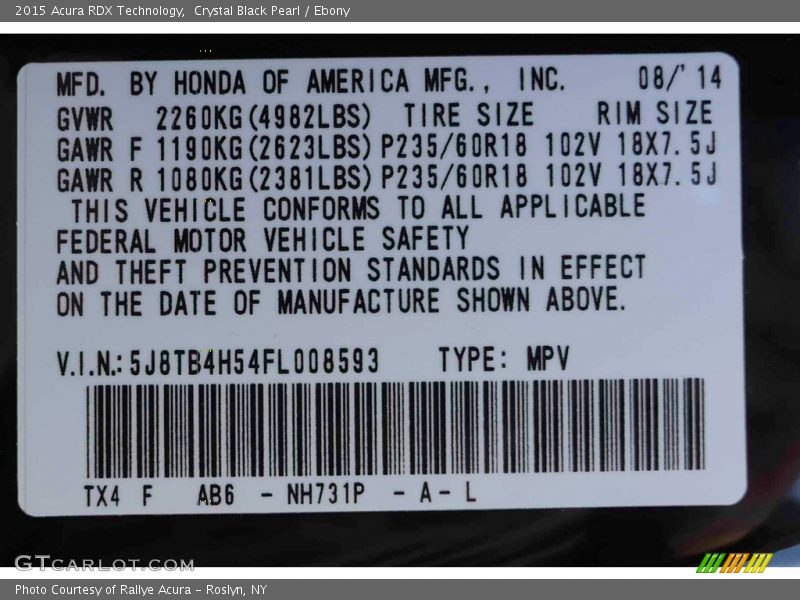 2015 Acura RDX Technology,  Crystal Black Pearl / Ebony
MFD. BY HONDA OF AMERICA MFG., INC. 08/'14
GVWR 2260KG(4982LBS) TIRE SIZE RIM SIZE
GAWR F 1190KG(2623LBS) P235/60R18 102V 18X7.5J
GAWR R 1080KG(2381LBS) P235/60R18 102V 18X7.5J
THIS VEHICLE CONFORMS TO ALL APPLICABLE
FEDERAL MOTOR VEHICLE SAFETY
AND THEFT PREVENTION STANDARDS IN EFFECT
ON THE DATE OF MANUFACTURE SHOWN ABOVE.
V.I.N.: 5J8TB4H54FL008593 TYPE: MPV
TX4 F AB6 - NH731P - A - L
GTCARLOT.COM
Photo Courtesy of Rallye Acura – Roslyn, NY